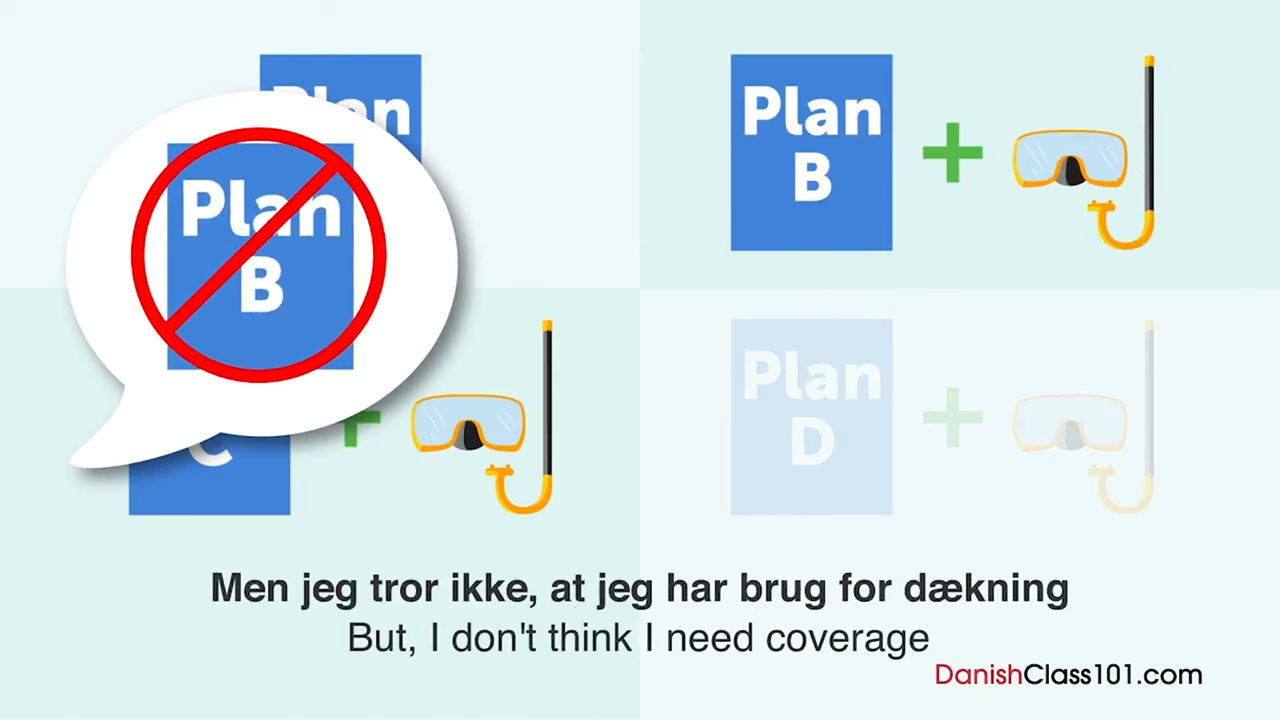 Plan
Plan
B
Plan
B
C
Plan
D
Men jeg tror ikke, at jeg har brug for dækning
But, I don't think I need coverage
DanishClass101.com